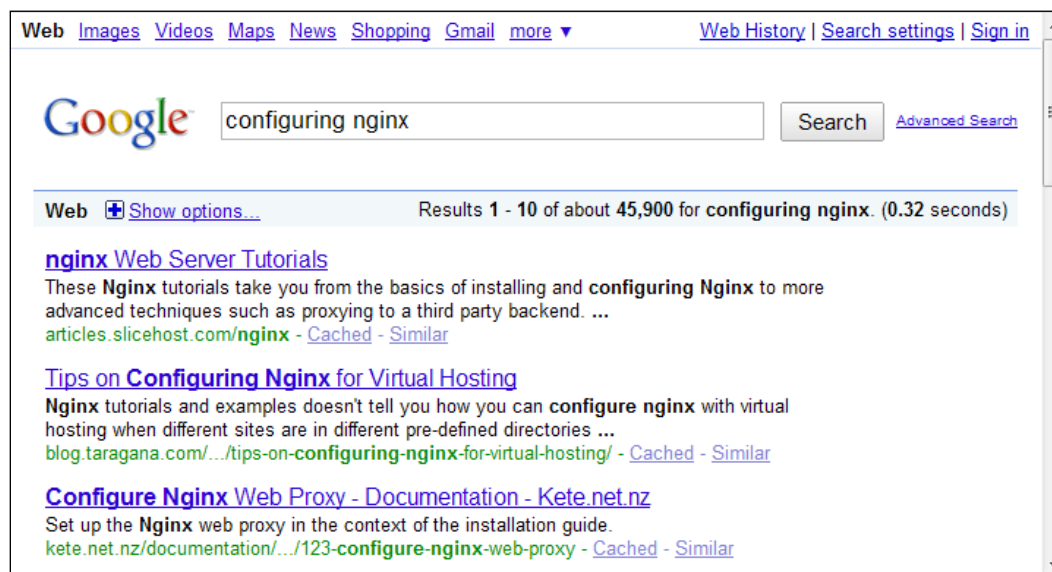 Web Images Videos Maps News Shopping Gmail more ▼ Web History | Search settings | Sign in
Google configuring nginx Search Advanced Search
Web Show options... Results 1 - 10 of about 45,900 for configuring nginx. (0.32 seconds)
nginx Web Server Tutorials
These Nginx tutorials take you from the basics of installing and configuring Nginx to more
advanced techniques such as proxying to a third party backend. ...
articles.slicehost.com/nginx - Cached - Similar
Tips on Configuring Nginx for Virtual Hosting
Nginx tutorials and examples doesn't tell you how you can configure nginx with virtual
hosting when different sites are in different pre-defined directories ...
blog.taragana.com/.../tips-on-configuring-nginx-for-virtual-hosting/ - Cached - Similar
Configure Nginx Web Proxy - Documentation - Kete.net.nz
Set up the Nginx web proxy in the context of the installation guide.
kete.net.nz/documentation/.../123-configure-nginx-web-proxy - Cached - Similar